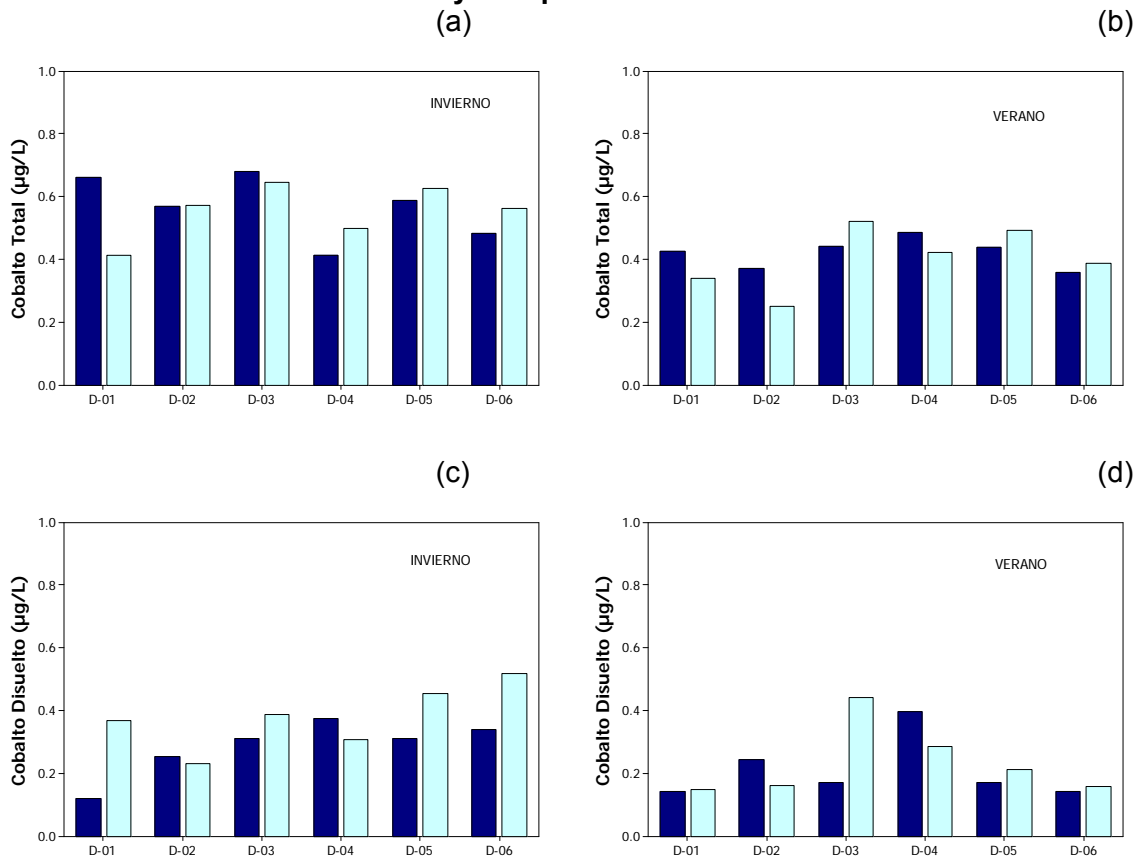 (a)
(b)
INVIERNO
Cobalto Total (µg/L)
1.0
0.8
0.6
0.4
0.2
0.0
D-01 D-02 D-03 D-04 D-05 D-06
VERANO
Cobalto Total (µg/L)
1.0
0.8
0.6
0.4
0.2
0.0
D-01 D-02 D-03 D-04 D-05 D-06
(c)
(d)
INVIERNO
Cobalto Disuelto (µg/L)
1.0
0.8
0.6
0.4
0.2
0.0
D-01 D-02 D-03 D-04 D-05 D-06
VERANO
Cobalto Disuelto (µg/L)
1.0
0.8
0.6
0.4
0.2
0.0
D-01 D-02 D-03 D-04 D-05 D-06